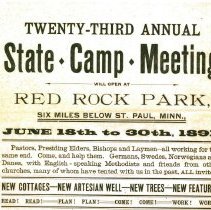 TWENTY-THIRD ANNUAL
State Camp Meeting
WILL OPEN AT
RED ROCK PARK,
SIX MILES BELOW ST. PAUL, MINN.,
JUNE 18th to 30th, 189
Pastors, Presiding Elders, Bishops and Laymen—all working for
same end. Come, and help them. Germans, Swedes, Norwegians a
Danes, with English-speaking Methodists and friends from oth
churches, many of whom have tented with us in the past, ALL invit
NEW COTTAGES—NEW ARTESIAN WELL—NEW TREES—NEW FEATUR
READ! READ! PLAN! PLAN! COME! COME! WORK! WOR